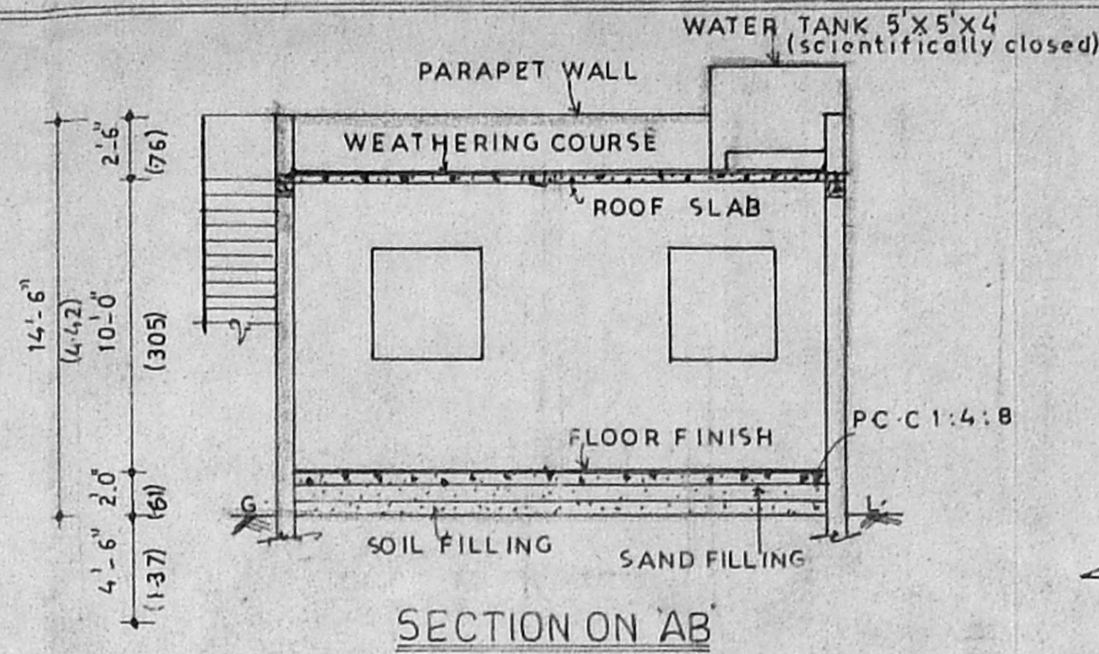 WATER TANK 5'X5'X4'
(scientifically closed)
PARAPET WALL
WEATHERING COURSE
ROOF SLAB
2'-6"
(.76)
14'-6"
(4.42)
10'-0"
(305)
PC.C 1:4:8
FLOOR FINISH
2'.0"
(61)
G.
L.
4'-6"
(1.37)
SOIL FILLING
SAND FILLING
SECTION ON 'AB'